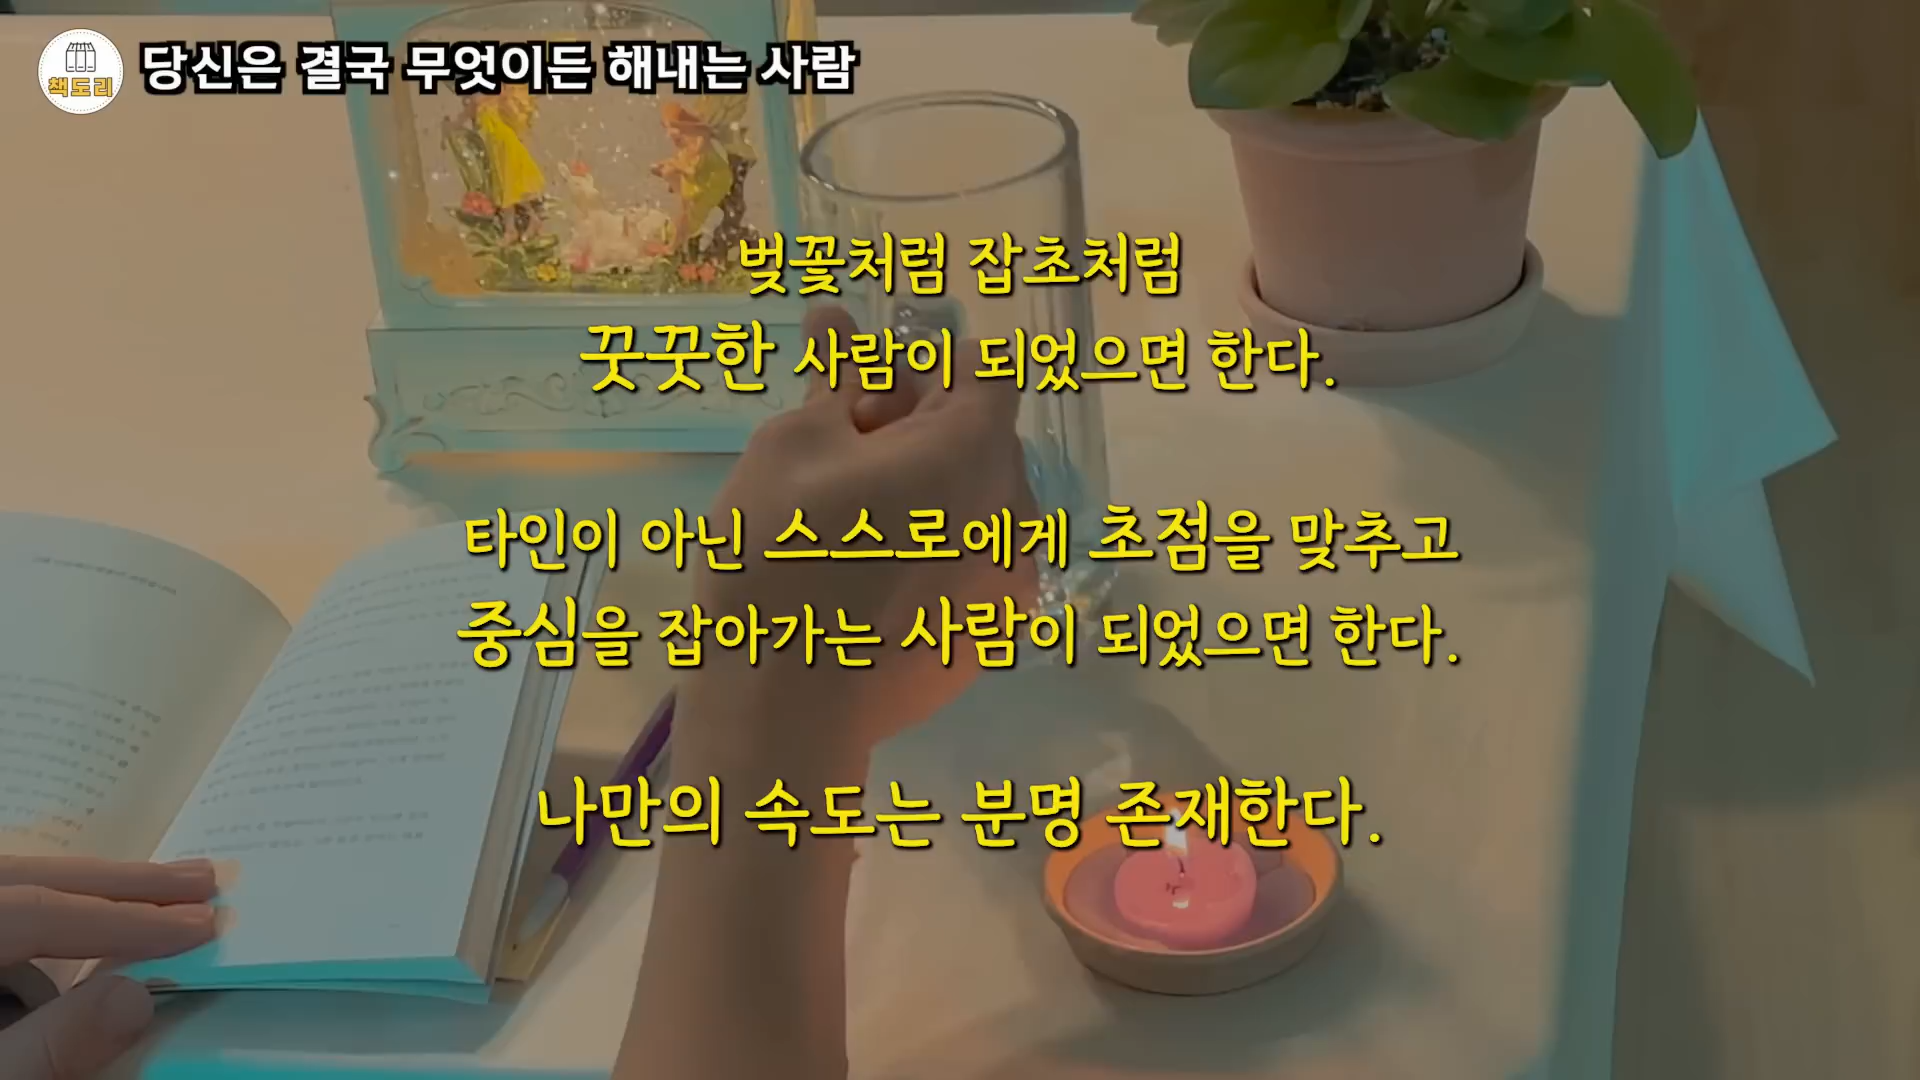 책도리
당신은 결국 무엇이든 해내는 사람
벚꽃처럼 잡초처럼
꿋꿋한 사람이 되었으면 한다.
타인이 아닌 스스로에게 초점을 맞추고
중심을 잡아가는 사람이 되었으면 한다.
나만의 속도는 분명 존재한다.